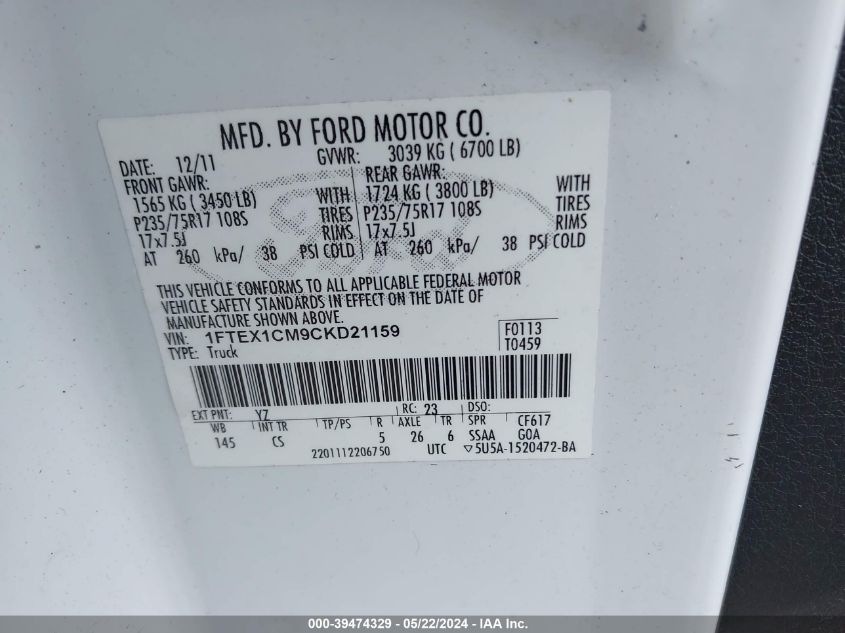 MFD. BY FORD MOTOR CO.
DATE: 12/11 GVWR: 3039 KG ( 6700 LB)
FRONT GAWR: REAR GAWR:
1565 KG ( 3450 LB) WITH 1724 KG ( 3800 LB) WITH
P235/75R17 108S TIRES P235/75R17 108S TIRES
17x7.5J RIMS 17x7.5J RIMS
AT 260 kPa/ 38 PSI COLD AT 260 kPa/ 38 PSI COLD
Ford
THIS VEHICLE CONFORMS TO ALL APPLICABLE FEDERAL MOTOR
VEHICLE SAFETY STANDARDS IN EFFECT ON THE DATE OF
MANUFACTURE SHOWN ABOVE.
VIN: 1FTEX1CM9CKD21159 F0113
TYPE: Truck T0459
EXT PNT: YZ RC: 23 DSO:
WB INT TR TP/PS R AXLE TR SPR CF617
145 CS 5 26 6 SSAA GOA
2201112206750 UTC ▽5U5A-1520472-BA
000-39474329 - 05/22/2024 - IAA Inc.